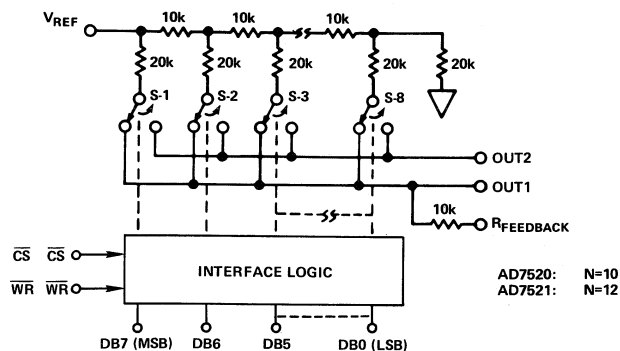 VREF
10k 10k 10k
20k 20k 20k 20k 20k
S-1 S-2 S-3 S-8
OUT2
OUT1
10k
RFEEDBACK
CS CS
WR WR
INTERFACE LOGIC
AD7520: N=10
AD7521: N=12
DB7 (MSB) DB6 DB5 DB0 (LSB)